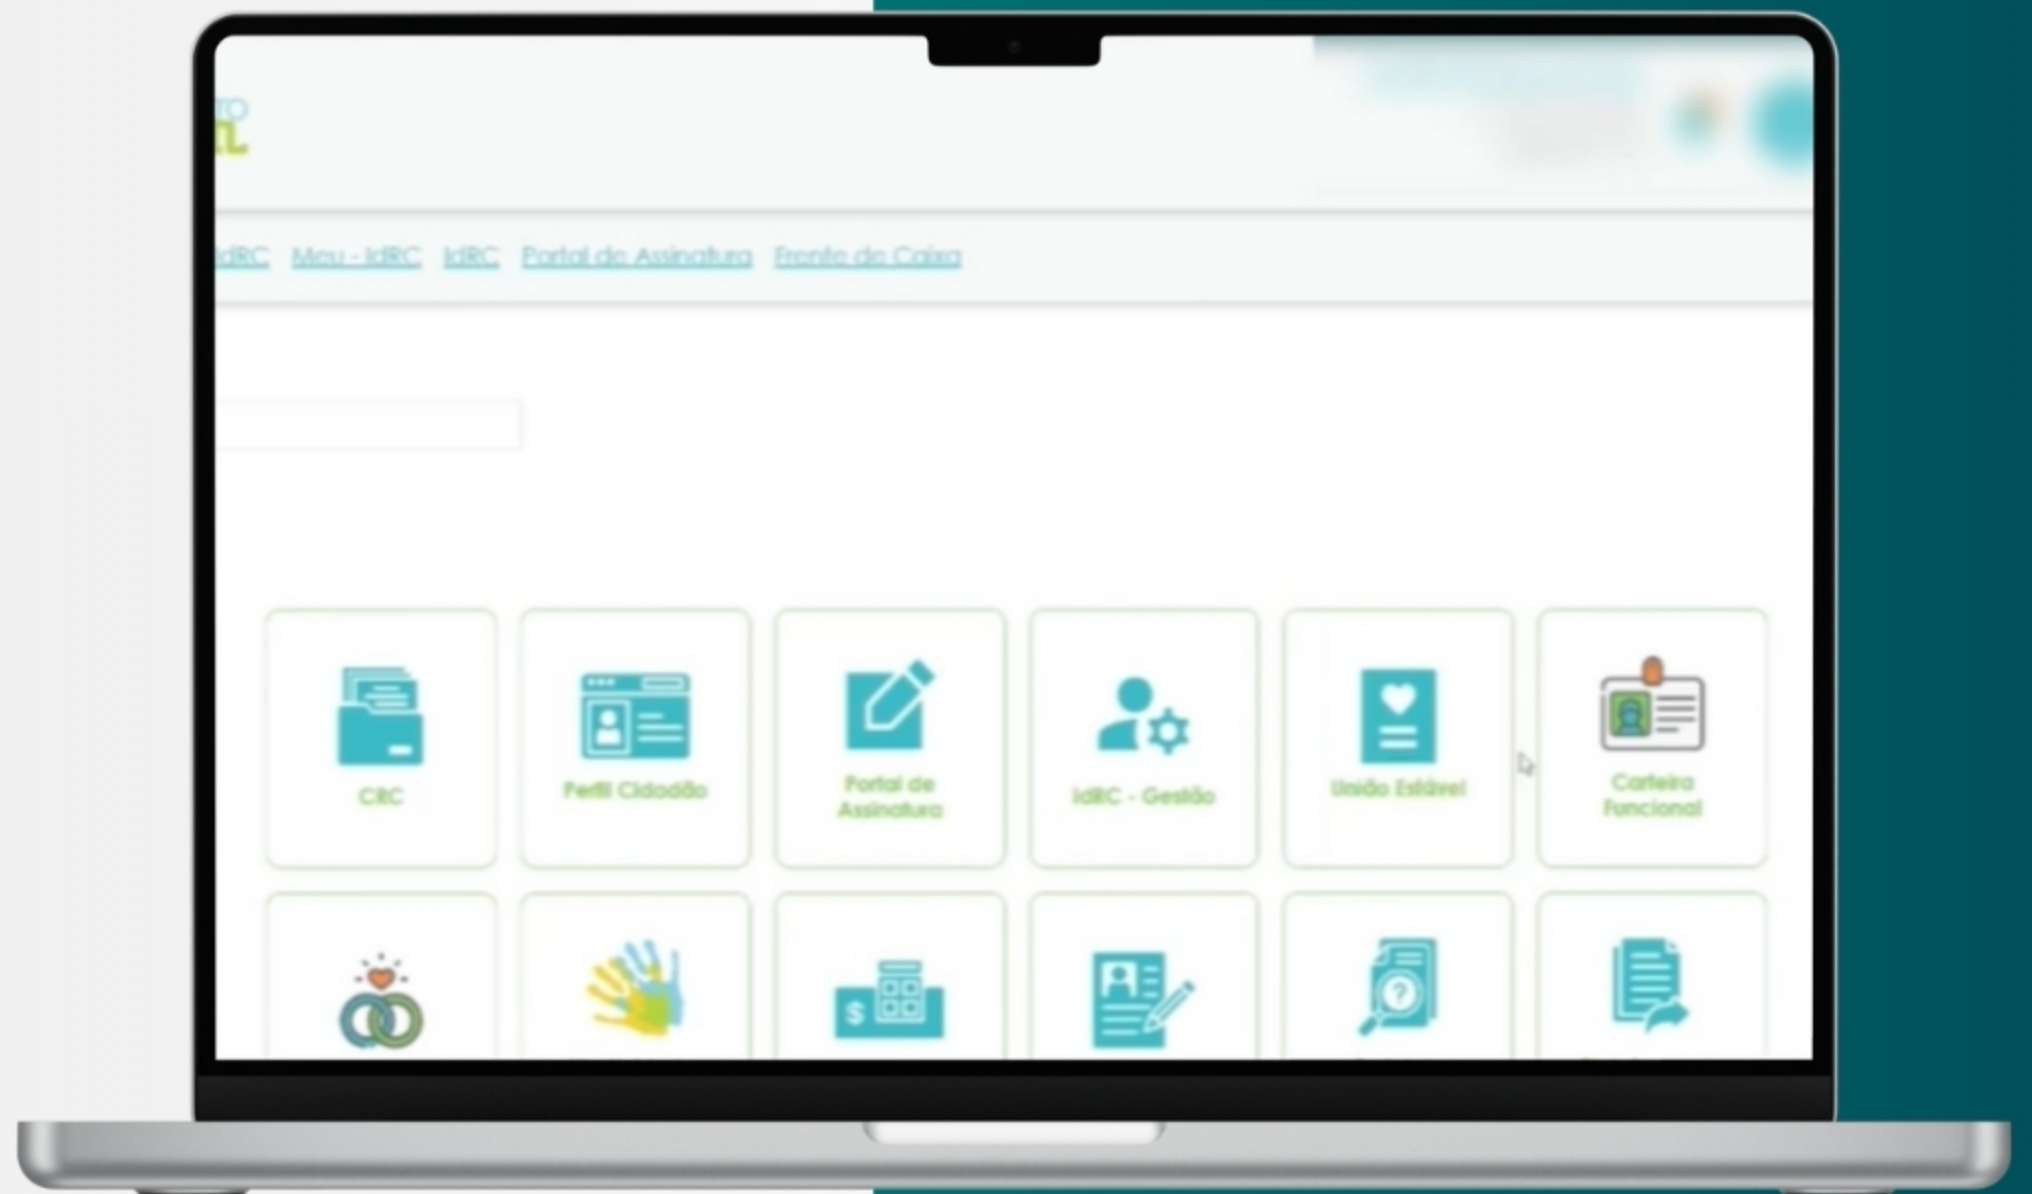 TO
IdRC Meu - IdRC IdRC Portal de Assinatura Frente de Caixa
CRC
Perfil Cidadão
Portal de
Assinatura
IdRC - Gestão
União Estável
Carteira
Funcional
$
?